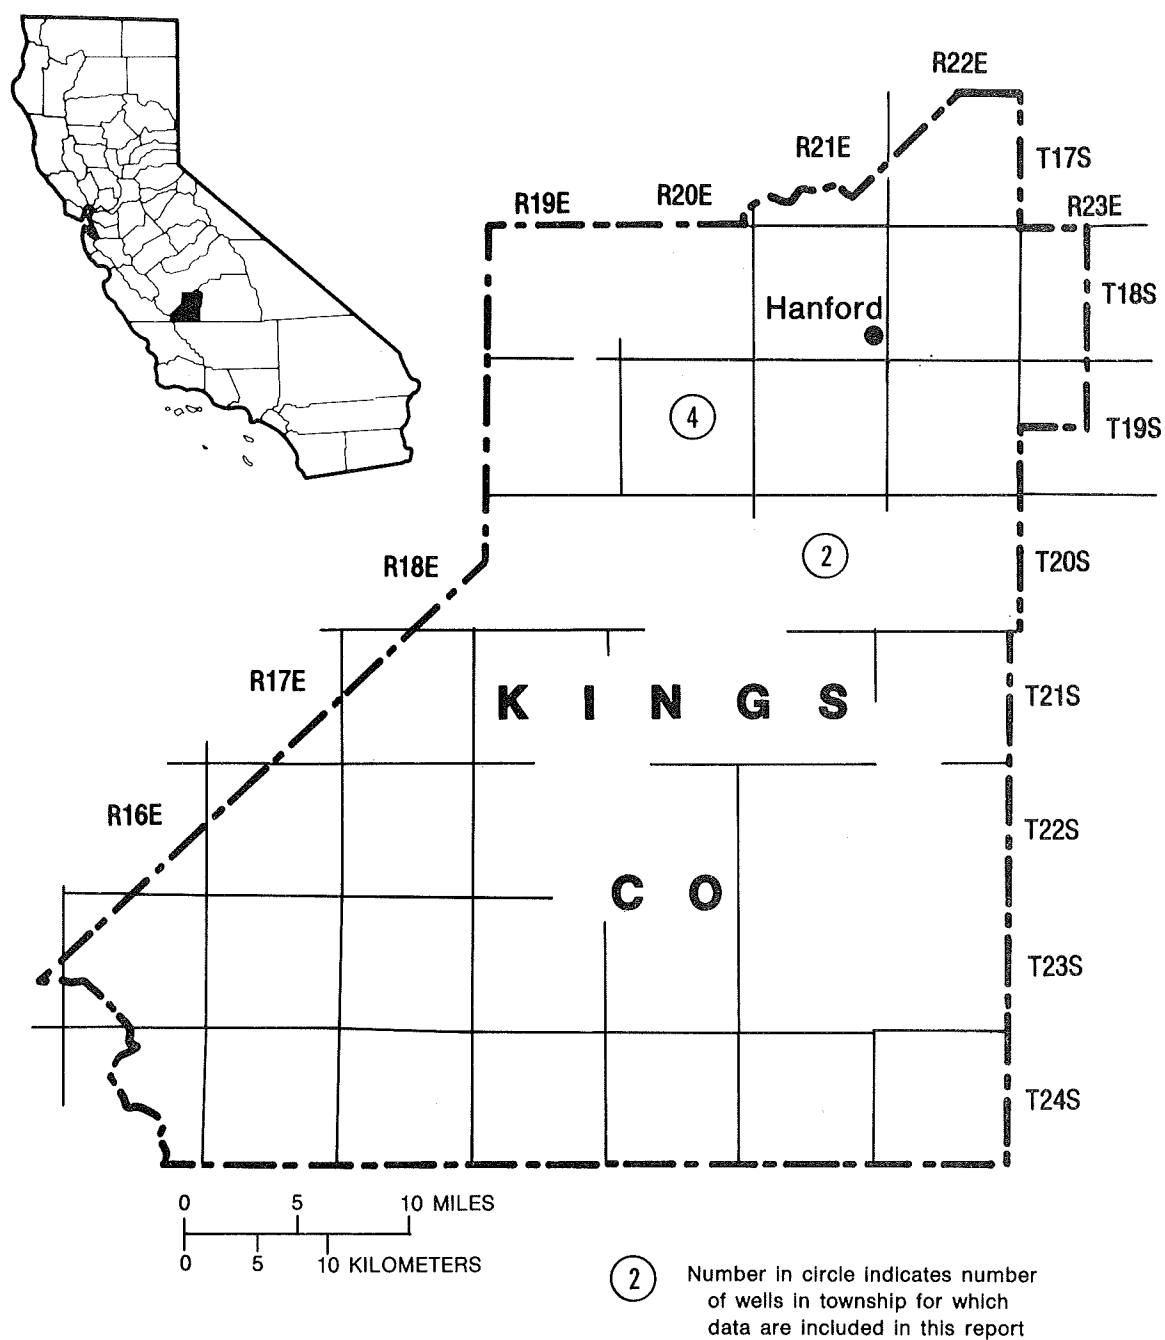 R22E
R21E
T17S
R19E
R20E
R23E
T18S
Hanford
4
T19S
R18E
2
T20S
R17E
K I N G S
T21S
R16E
T22S
C O
T23S
T24S
0 5 10 MILES
0 5 10 KILOMETERS
2
Number in circle indicates number
of wells in township for which
data are included in this report